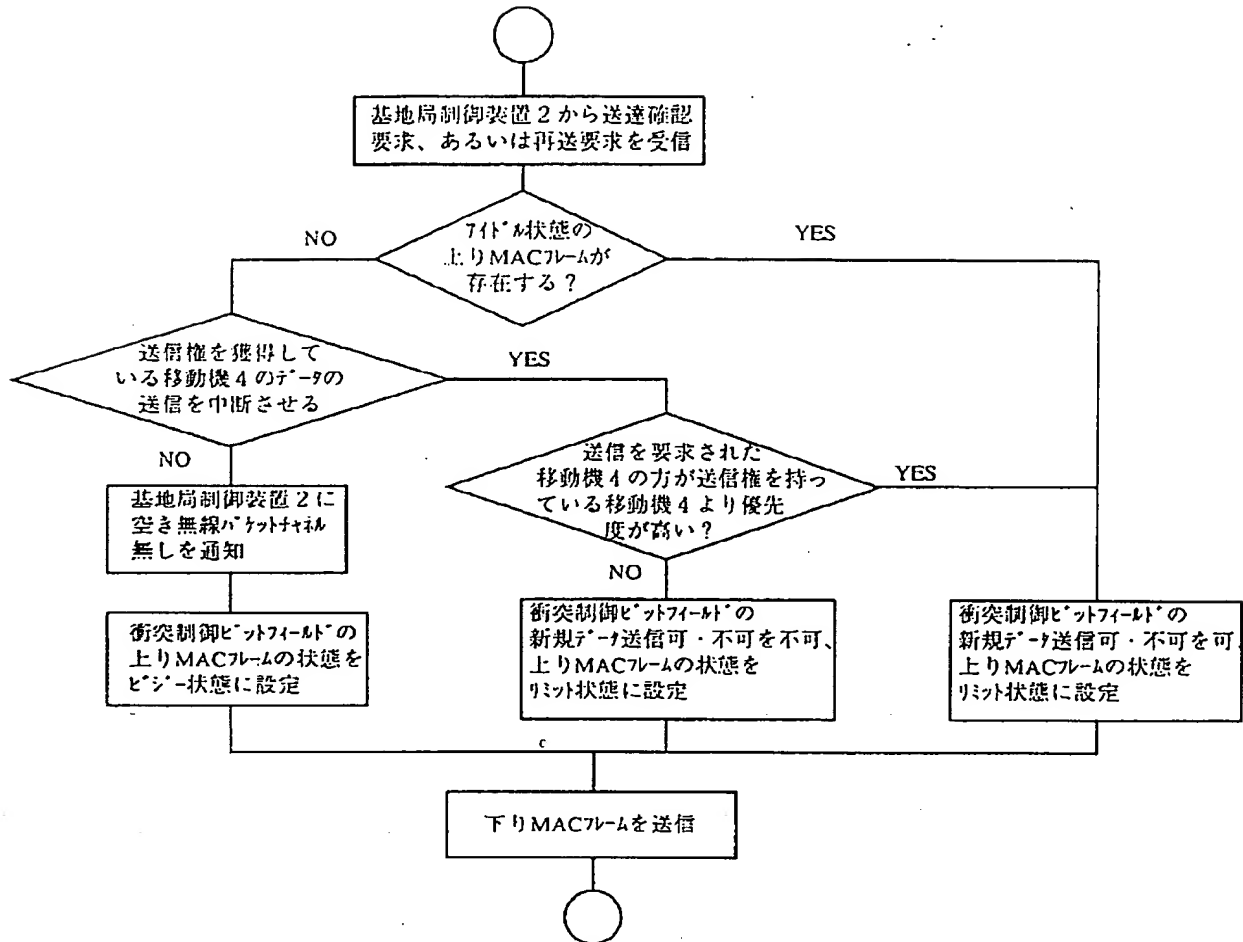 基地局制御装置2から送達確認
要求、あるいは再送要求を受信
NO
YES
ｱｲﾄﾞﾙ状態の
上りMACﾌﾚｰﾑが
存在する？
送信権を獲得して
いる移動機4のﾃﾞｰﾀの
送信を中断させる
YES
NO
送信を要求された
移動機4の方が送信権を持っ
ている移動機4より優先
度が高い？
YES
NO
基地局制御装置2に
空き無線ﾊﾟｹｯﾄﾁｬﾈﾙ
無しを通知
衝突制御ﾋﾞｯﾄﾌｨｰﾙﾄﾞの
上りMACﾌﾚｰﾑの状態を
ﾋﾞｼﾞｰ状態に設定
衝突制御ﾋﾞｯﾄﾌｨｰﾙﾄﾞの
新規ﾃﾞｰﾀ送信可・不可を不可、
上りMACﾌﾚｰﾑの状態を
ﾘﾐｯﾄ状態に設定
衝突制御ﾋﾞｯﾄﾌｨｰﾙﾄﾞの
新規ﾃﾞｰﾀ送信可・不可を可、
上りMACﾌﾚｰﾑの状態を
ﾘﾐｯﾄ状態に設定
c
下りMACﾌﾚｰﾑを送信